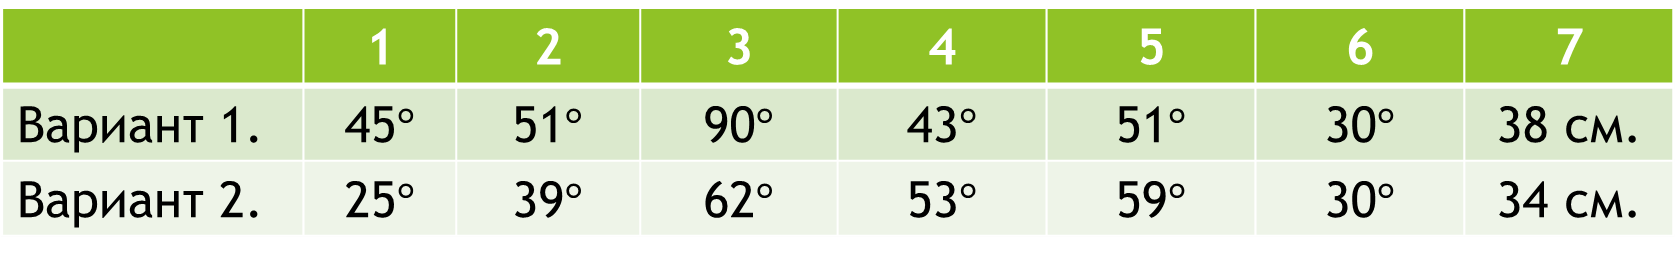 1 2 3 4 5 6 7
Вариант 1. 45° 51° 90° 43° 51° 30° 38 см.
Вариант 2. 25° 39° 62° 53° 59° 30° 34 см.